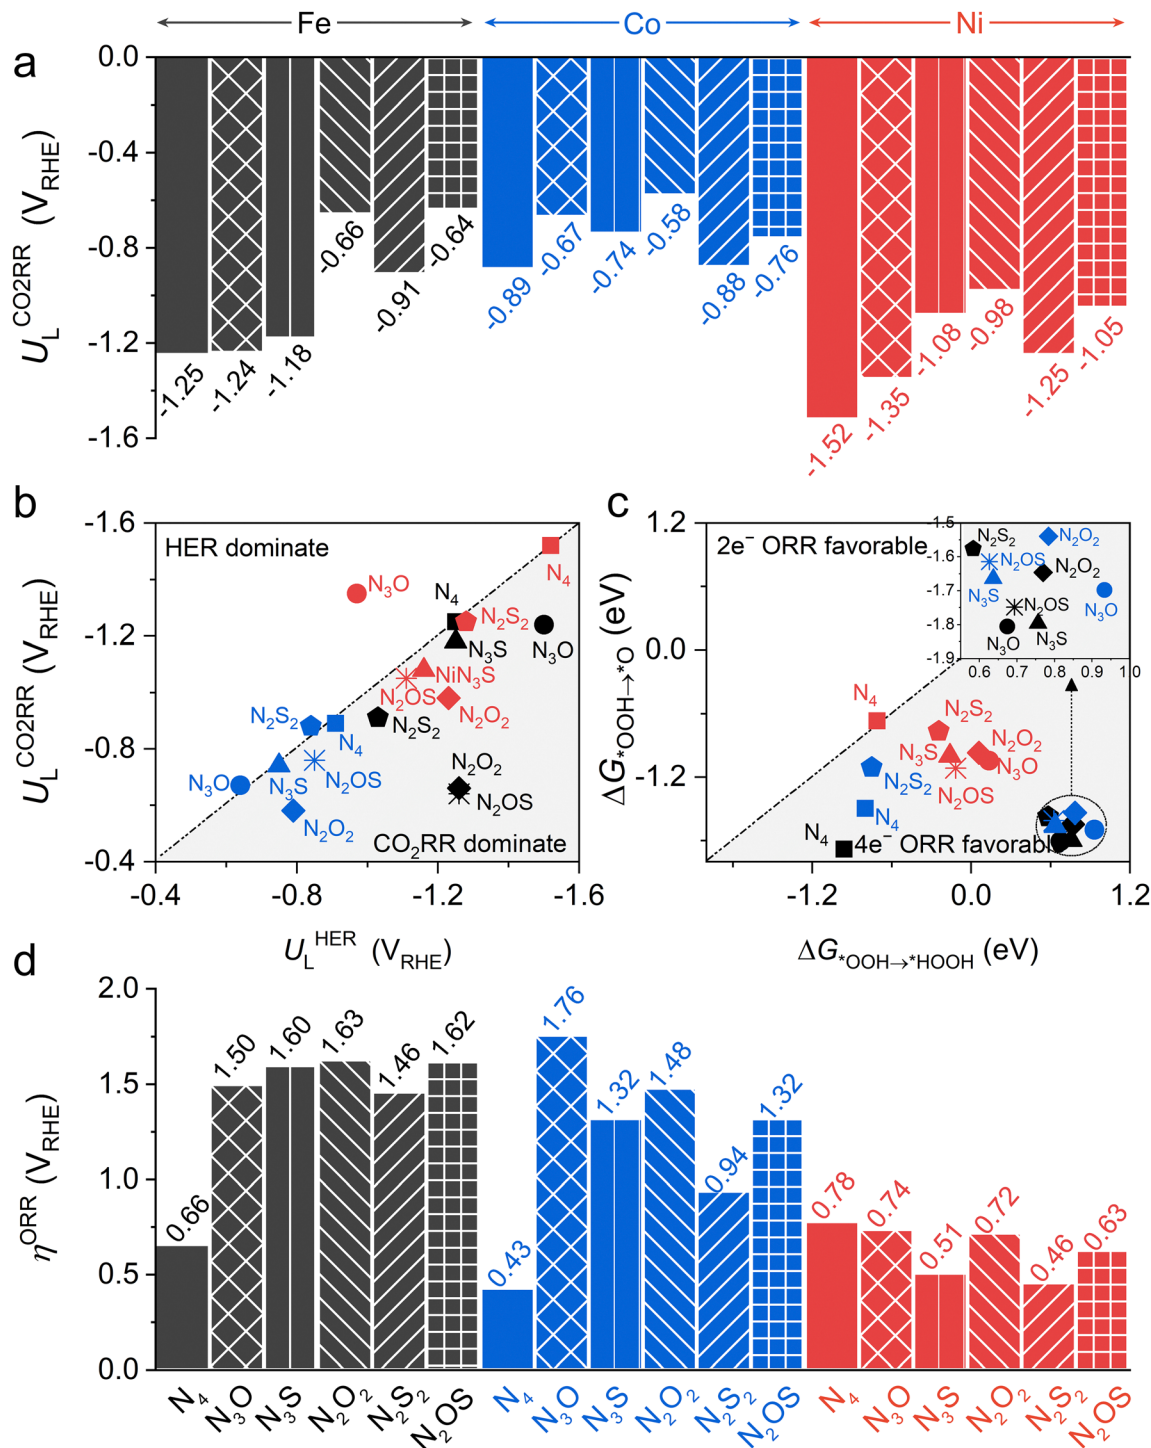 Fe Co Ni
a
0.0
-0.4
-0.8
-1.2
-1.6
U_L^CO2RR (V_RHE)
-1.25 -1.24 -1.18 -0.66 -0.91 -0.64
-0.89 -0.67 -0.74 -0.58 -0.88 -0.76
-1.52 -1.35 -1.08 -0.98 -1.25 -1.05
b
-1.6
-1.2
-0.8
-0.4
U_L^CO2RR (V_RHE)
HER dominate
N₄
N₃O
N₄
N₂S₂
N₃O
N₃S
NiN₃S
N₂OS
N₂O₂
N₂S₂
N₂S₂
N₄
N₃O
N₃S
N₂OS
N₂O₂
N₂O₂
N₂OS
CO₂RR dominate
-0.4 -0.8 -1.2 -1.6
U_L^HER (V_RHE)
c
1.2
0.0
-1.2
ΔG_*OOH→*O (eV)
2e⁻ ORR favorable
-1.5
-1.6
-1.7
-1.8
-1.9
N₂S₂
N₂O₂
N₂OS
N₂O₂
N₃S
N₃O
N₂OS
N₃O
N₃S
0.6 0.7 0.8 0.9 1.0
N₄
N₂S₂
N₂O₂
N₃S
N₃O
N₂S₂
N₂OS
N₄
N₄
4e⁻ ORR favorabl
-1.2 0.0 1.2
ΔG_*OOH→*HOOH (eV)
d
2.0
1.5
1.0
0.5
0.0
η^ORR (V_RHE)
0.66 1.50 1.60 1.63 1.46 1.62
0.43 1.76 1.32 1.48 0.94 1.32
0.78 0.74 0.51 0.72 0.46 0.63
N₄ N₃O N₃S N₂O₂ N₂S₂ N₂OS
N₄ N₃O N₃S N₂O₂ N₂S₂ N₂OS
N₄ N₃O N₃S N₂O₂ N₂S₂ N₂OS